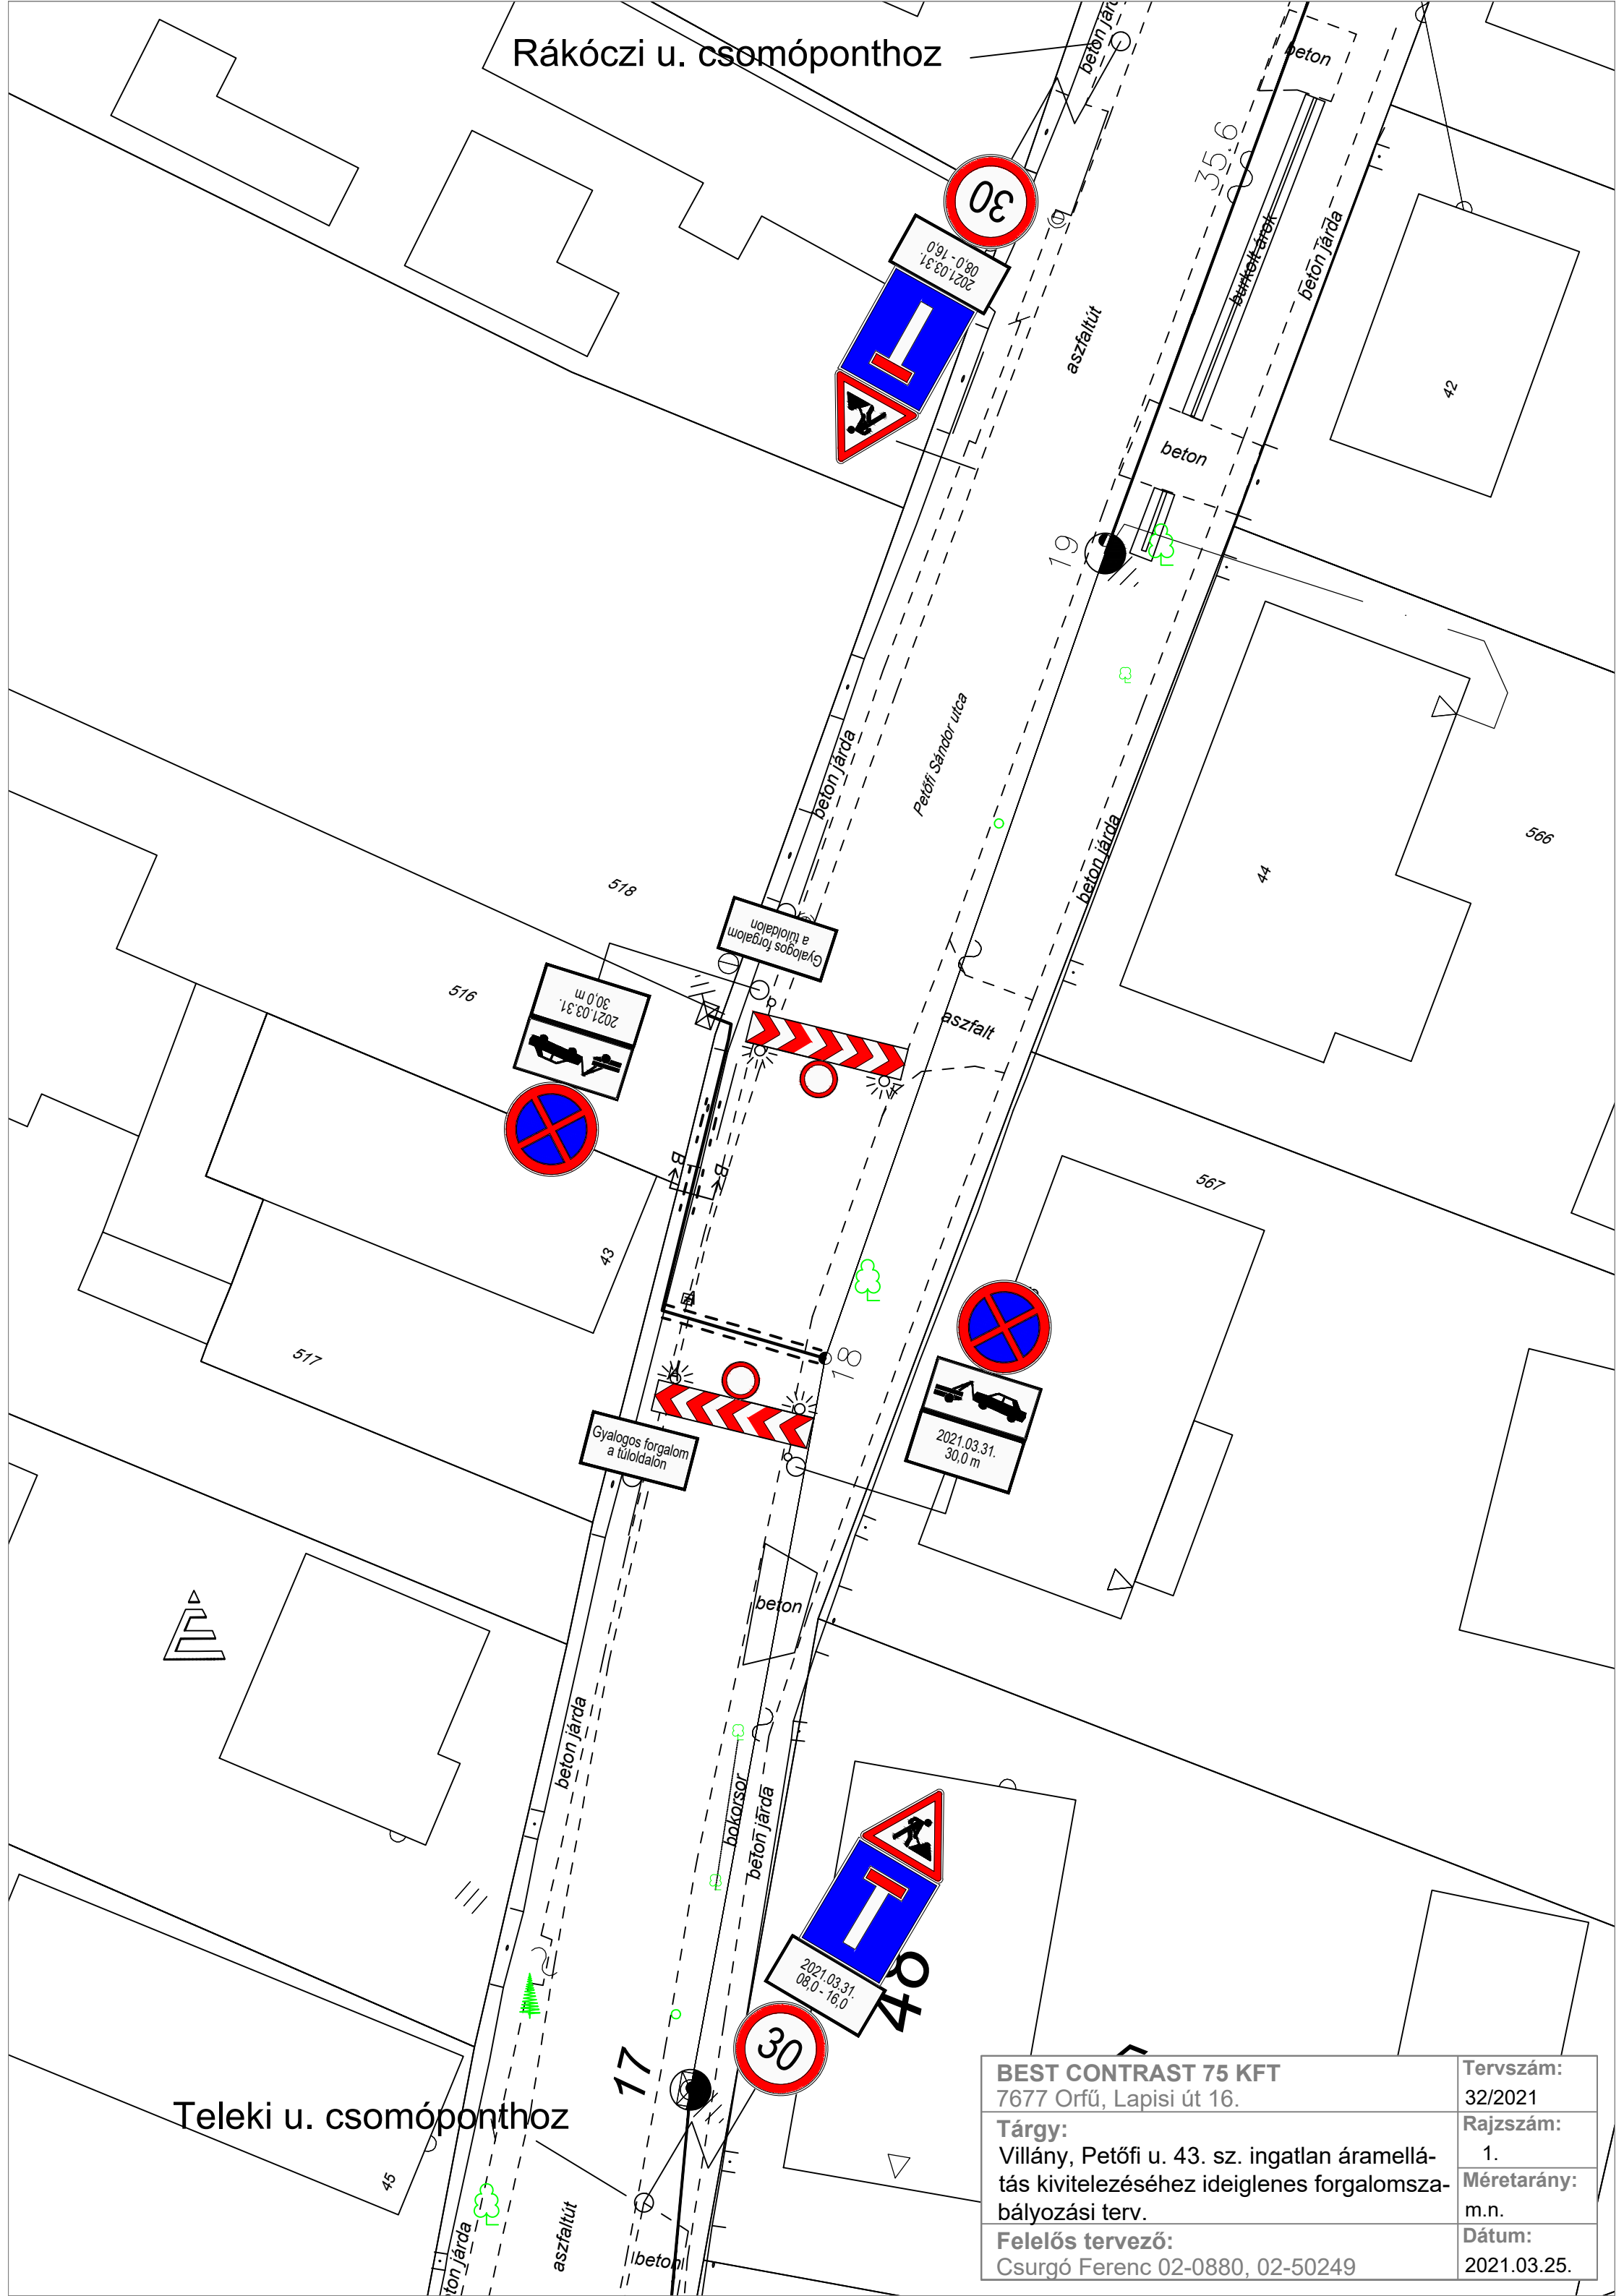 Rákóczi u. csomóponthoz
beton járda
beton
35.6
30
2021.03.31.
08,0 - 16,0
burkolt árok
beton járda
aszfaltút
42
beton
19
Petőfi Sándor utca
beton járda
beton járda
566
44
518
Gyalogos forgalom
a túloldalon
516
2021.03.31.
30,0 m
aszfalt
B
B
567
43
A
517
18
A
Gyalogos forgalom
a túloldalon
2021.03.31.
30,0 m
É
beton
beton járda
bokorsor
beton járda
48
2021.03.31.
08,0 - 16,0
30
17
Teleki u. csomóponthoz
45
aszfaltút
beton járda
beton
BEST CONTRAST 75 KFT
7677 Orfű, Lapisi út 16.
Tervszám:
32/2021
Tárgy:
Villány, Petőfi u. 43. sz. ingatlan áramellá-
tás kivitelezéséhez ideiglenes forgalomsza-
bályozási terv.
Rajzszám:
1.
Méretarány:
m.n.
Felelős tervező:
Csurgó Ferenc 02-0880, 02-50249
Dátum:
2021.03.25.